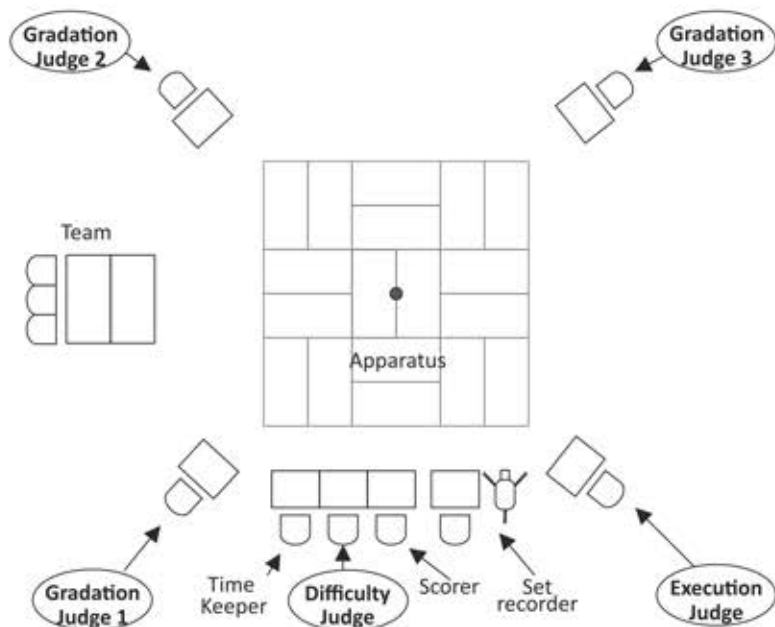 Gradation
Judge 2
Gradation
Judge 3
Team
Apparatus
Gradation
Judge 1
Time
Keeper
Difficulty
Judge
Scorer
Set
recorder
Execution
Judge